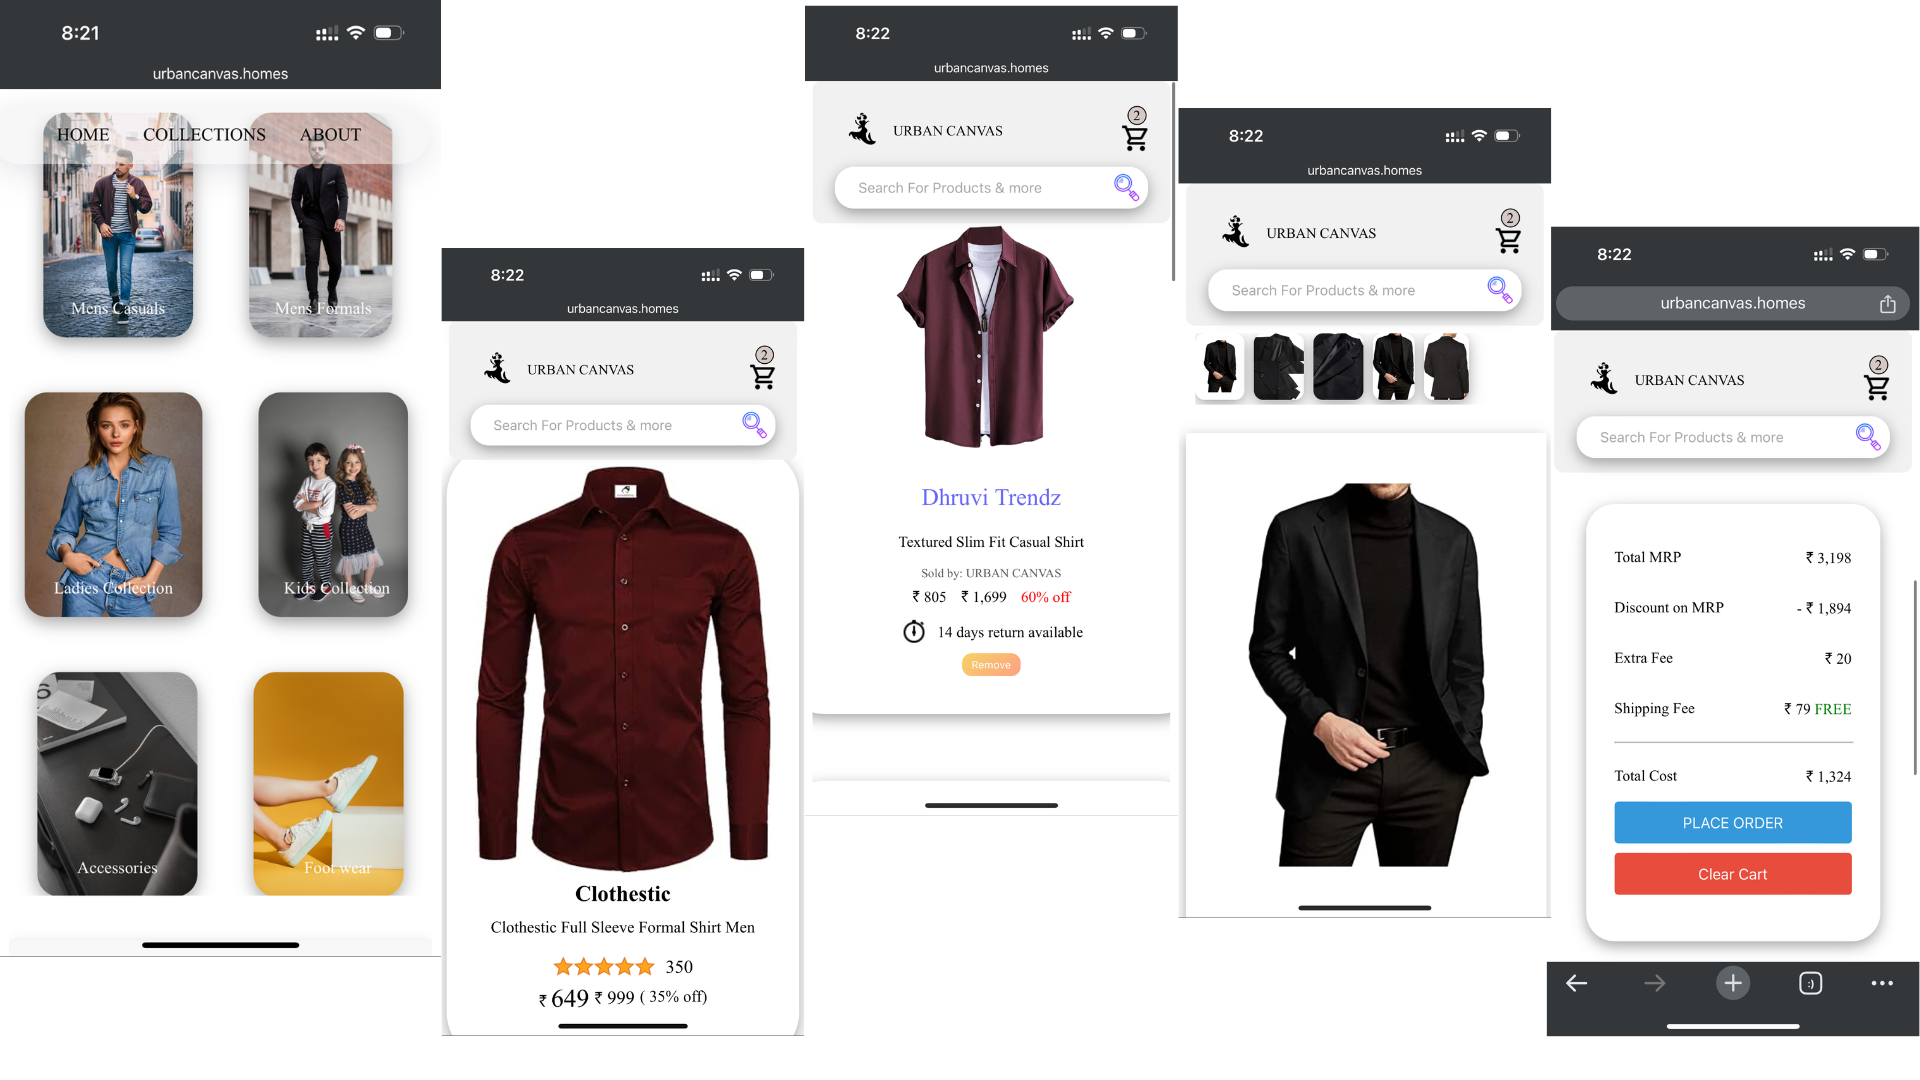 8:21
urbancanvas.homes
HOME COLLECTIONS ABOUT
Mens Casuals
Mens Formals
Ladies Collection
Kids Collection
Accessories
Foot wear
8:22
urbancanvas.homes
URBAN CANVAS
2
Search For Products & more
Clothestic
Clothestic Full Sleeve Formal Shirt Men
350
₹ 649 ₹ 999 ( 35% off)
8:22
urbancanvas.homes
URBAN CANVAS
2
Search For Products & more
Dhruvi Trendz
Textured Slim Fit Casual Shirt
Sold by: URBAN CANVAS
₹ 805 ₹ 1,699 60% off
14 days return available
Remove
8:22
urbancanvas.homes
URBAN CANVAS
2
Search For Products & more
8:22
urbancanvas.homes
URBAN CANVAS
2
Search For Products & more
Total MRP ₹ 3,198
Discount on MRP - ₹ 1,894
Extra Fee ₹ 20
Shipping Fee ₹ 79 FREE
Total Cost ₹ 1,324
PLACE ORDER
Clear Cart
:)